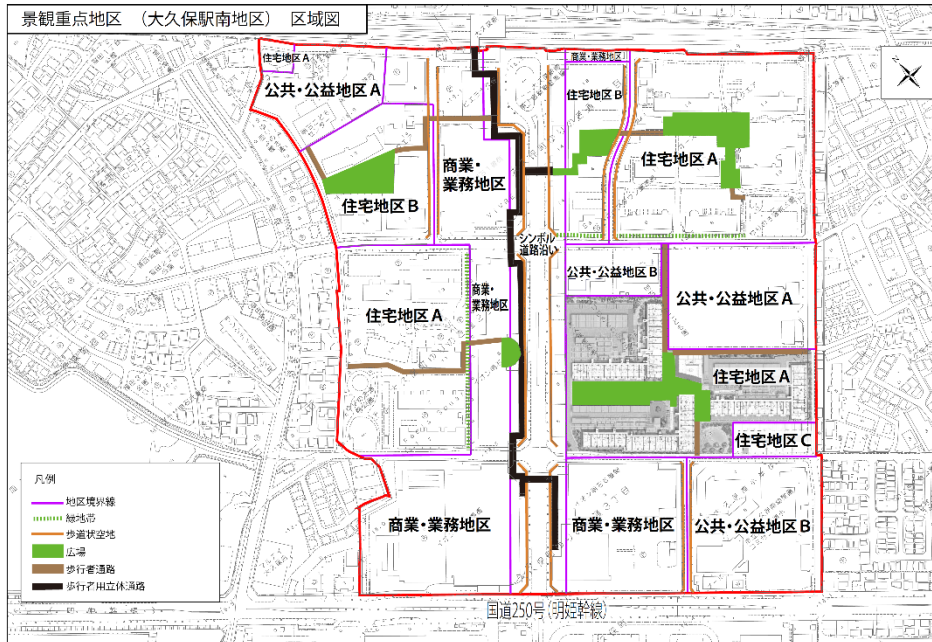 景観重点地区 （大久保駅南地区） 区域図
住宅地区A
公共・公益地区A
商業・業務地区
住宅地区B
住宅地区A
商業・
業務地区
住宅地区B
シンボル
道路沿い
公共・公益地区B
公共・公益地区A
商業・
業務地区
住宅地区A
住宅地区A
住宅地区C
商業・業務地区
商業・業務地区
公共・公益地区B
凡例
地区境界線
緑地帯
歩道状空地
広場
歩行者通路
歩行者用立体通路
国道250号（明姫幹線）